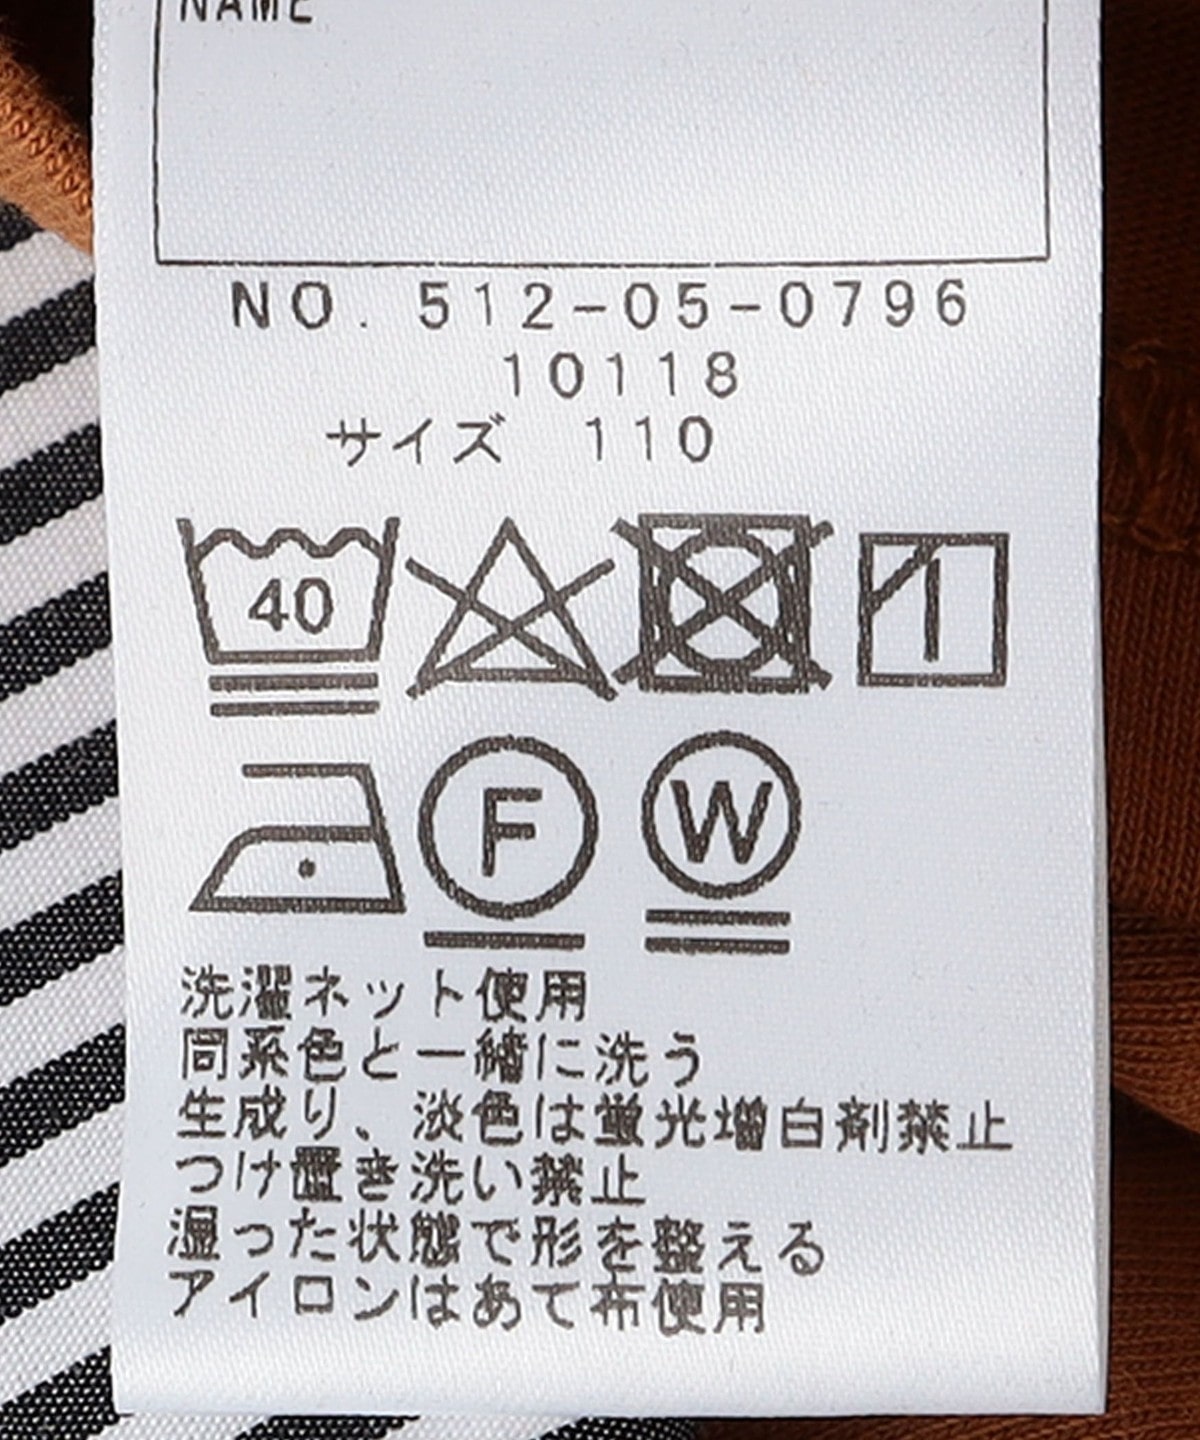 NAME
NO. 512-05-0796
10118
サイズ 110
40
F W
洗濯ネット使用
同系色と一緒に洗う
生成り、淡色は蛍光増白剤禁止
つけ置き洗い禁止
湿った状態で形を整える
アイロンはあて布使用